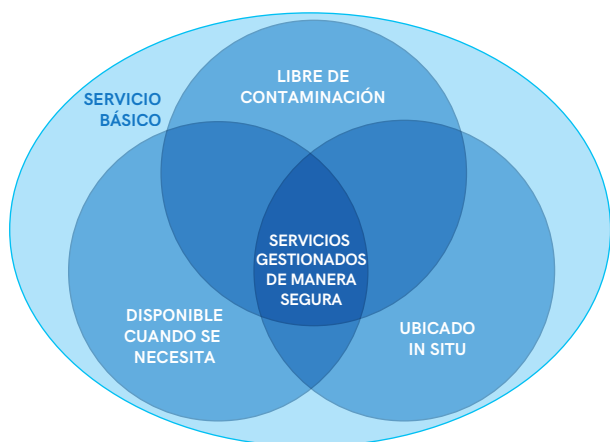 LIBRE DE
CONTAMINACIÓN
SERVICIO
BÁSICO
SERVICIOS
GESTIONADOS
DE MANERA
SEGURA
DISPONIBLE
CUANDO SE
NECESITA
UBICADO
IN SITU